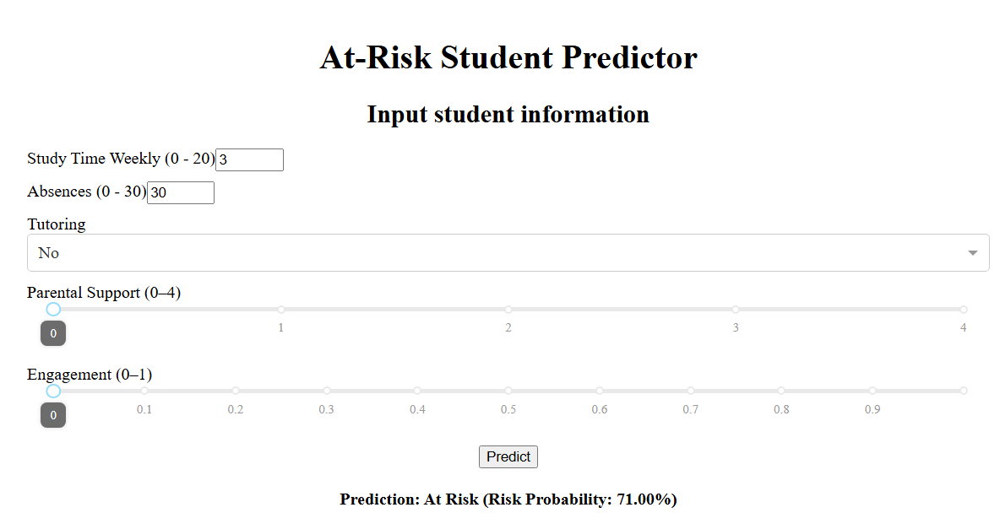 At-Risk Student Predictor
Input student information
Study Time Weekly (0 - 20) 3
Absences (0 - 30) 30
Tutoring
No
Parental Support (0–4)
0 1 2 3 4
Engagement (0–1)
0 0.1 0.2 0.3 0.4 0.5 0.6 0.7 0.8 0.9
Predict
Prediction: At Risk (Risk Probability: 71.00%)